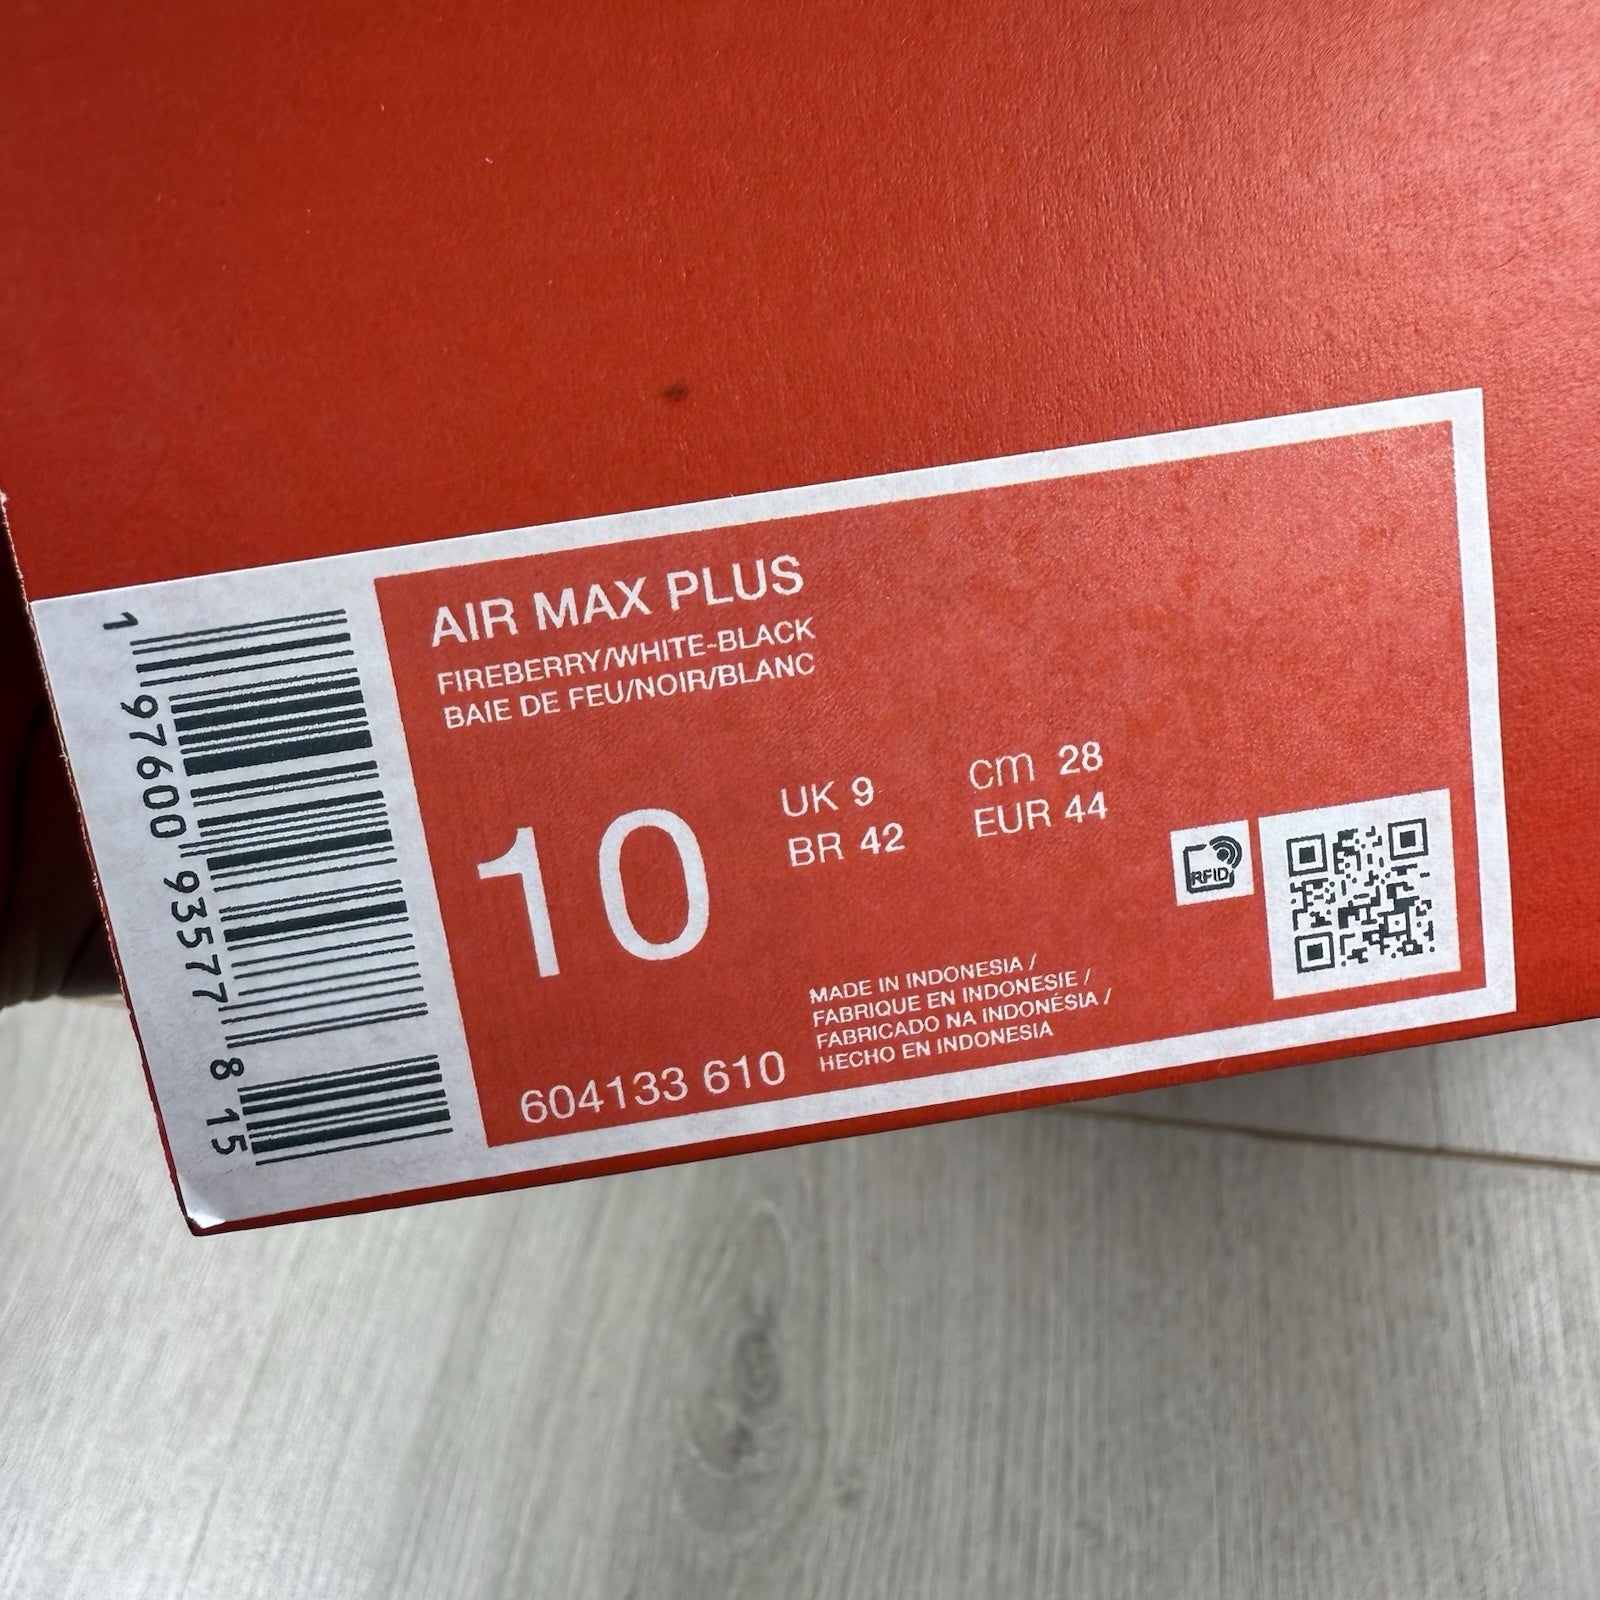 AIR MAX PLUS
FIREBERRY/WHITE-BLACK
BAIE DE FEU/NOIR/BLANC
10
UK 9
BR 42
cm 28
EUR 44
RFID
MADE IN INDONESIA /
FABRIQUE EN INDONESIE /
FABRICADO NA INDONÉSIA /
HECHO EN INDONESIA
604133 610
1 97600 93577 8 15